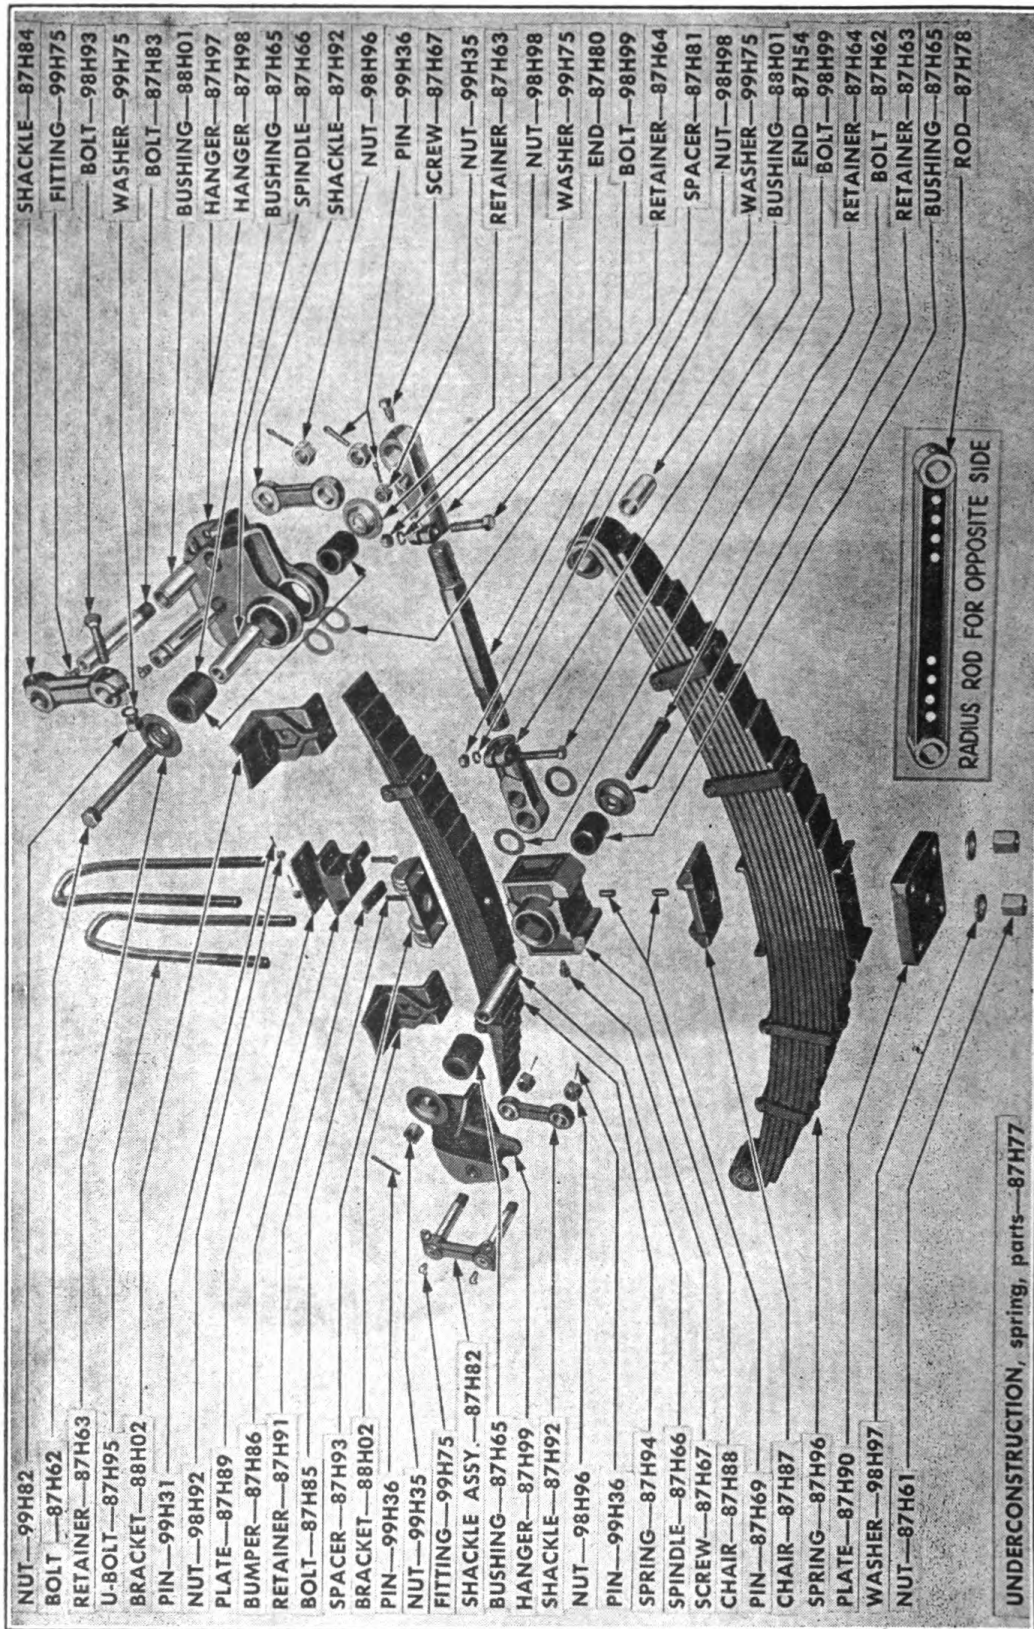 NUT—99H82
BOLT—87H62
RETAINER—87H63
U-BOLT—87H95
BRACKET—88H02
PIN—99H31
NUT—98H92
PLATE—87H89
BUMPER—87H86
RETAINER—87H91
BOLT—87H85
SPACER—87H93
BRACKET—88H02
PIN—99H36
NUT—99H35
FITTING—99H75
SHACKLE ASSY.—87H82
BUSHING—87H65
HANGER—87H99
SHACKLE—87H92
NUT—98H96
PIN—99H36
SPRING—87H94
SPINDLE—87H66
SCREW—87H67
CHAIR—87H88
PIN—87H69
CHAIR—87H87
SPRING—87H96
PLATE—87H90
WASHER—98H97
NUT—87H61
UNDERCONSTRUCTION, spring, parts—87H77
SHACKLE—87H84
FITTING—99H75
BOLT—98H93
WASHER—99H75
BOLT—87H83
BUSHING—88H01
HANGER—87H97
HANGER—87H98
BUSHING—87H65
SPINDLE—87H66
SHACKLE—87H92
NUT—98H96
PIN—99H36
SCREW—87H67
NUT—99H35
RETAINER—87H63
NUT—98H98
WASHER—99H75
END—87H80
BOLT—98H99
RETAINER—87H64
SPACER—87H81
NUT—98H98
WASHER—99H75
BUSHING—88H01
END—87H54
BOLT—98H99
RETAINER—87H64
BOLT—87H62
RETAINER—87H63
BUSHING—87H65
ROD—87H78
RADIUS ROD FOR OPPOSITE SIDE